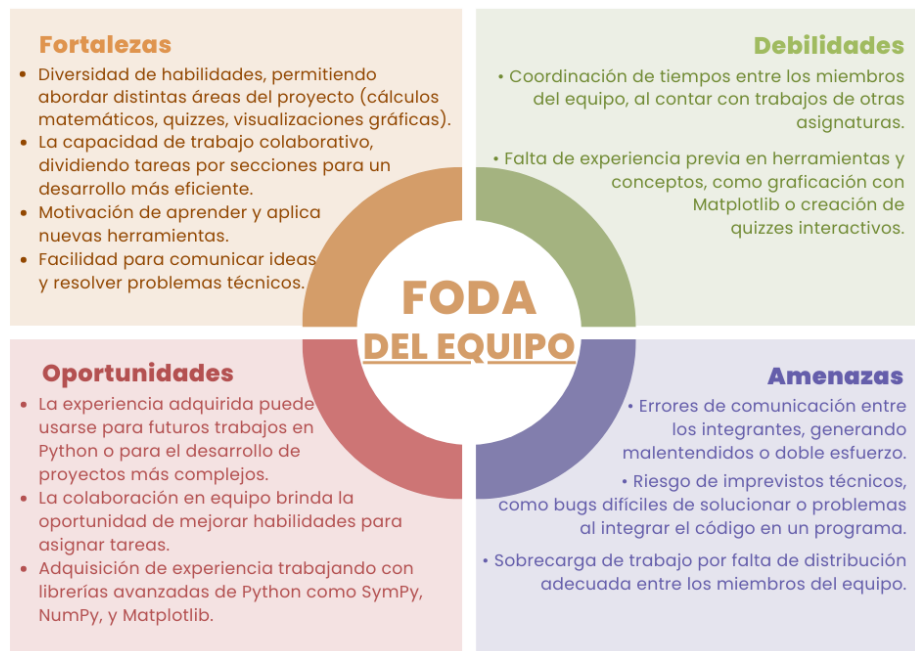 Fortalezas
• Diversidad de habilidades, permitiendo
abordar distintas áreas del proyecto (cálculos
matemáticos, quizzes, visualizaciones gráficas).
• La capacidad de trabajo colaborativo,
dividiendo tareas por secciones para un
desarrollo más eficiente.
• Motivación de aprender y aplica
nuevas herramientas.
• Facilidad para comunicar ideas
y resolver problemas técnicos.
Debilidades
• Coordinación de tiempos entre los miembros
del equipo, al contar con trabajos de otras
asignaturas.
• Falta de experiencia previa en herramientas y
conceptos, como graficación con
Matplotlib o creación de
quizzes interactivos.
FODA
DEL EQUIPO
Oportunidades
• La experiencia adquirida puede
usarse para futuros trabajos en
Python o para el desarrollo de
proyectos más complejos.
• La colaboración en equipo brinda la
oportunidad de mejorar habilidades para
asignar tareas.
• Adquisición de experiencia trabajando con
librerías avanzadas de Python como SymPy,
NumPy, y Matplotlib.
Amenazas
• Errores de comunicación entre
los integrantes, generando
malentendidos o doble esfuerzo.
• Riesgo de imprevistos técnicos,
como bugs difíciles de solucionar o problemas
al integrar el código en un programa.
• Sobrecarga de trabajo por falta de distribución
adecuada entre los miembros del equipo.